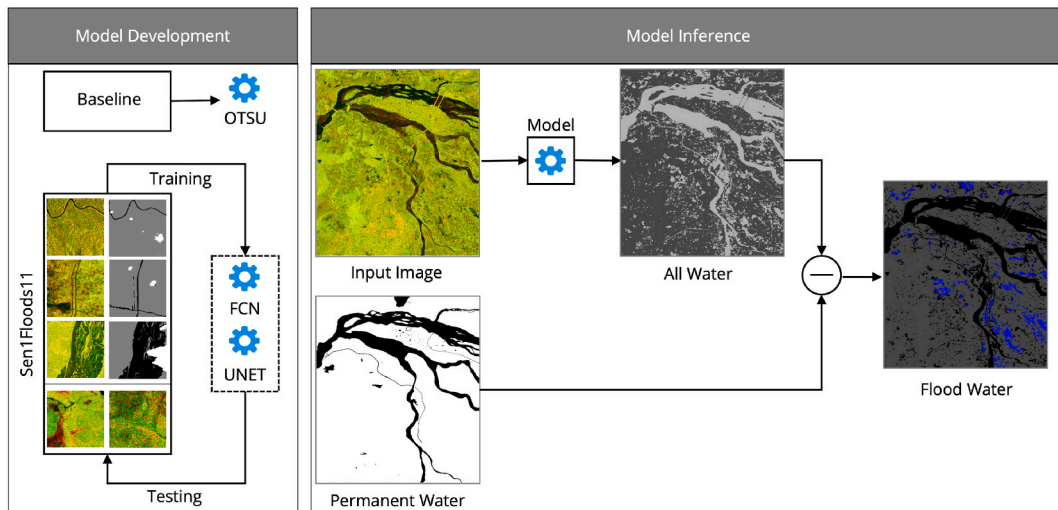 Model Development
Baseline
OTSU
Training
Sen1Floods11
FCN
UNET
Testing
Model Inference
Input Image
Model
All Water
Permanent Water
Flood Water